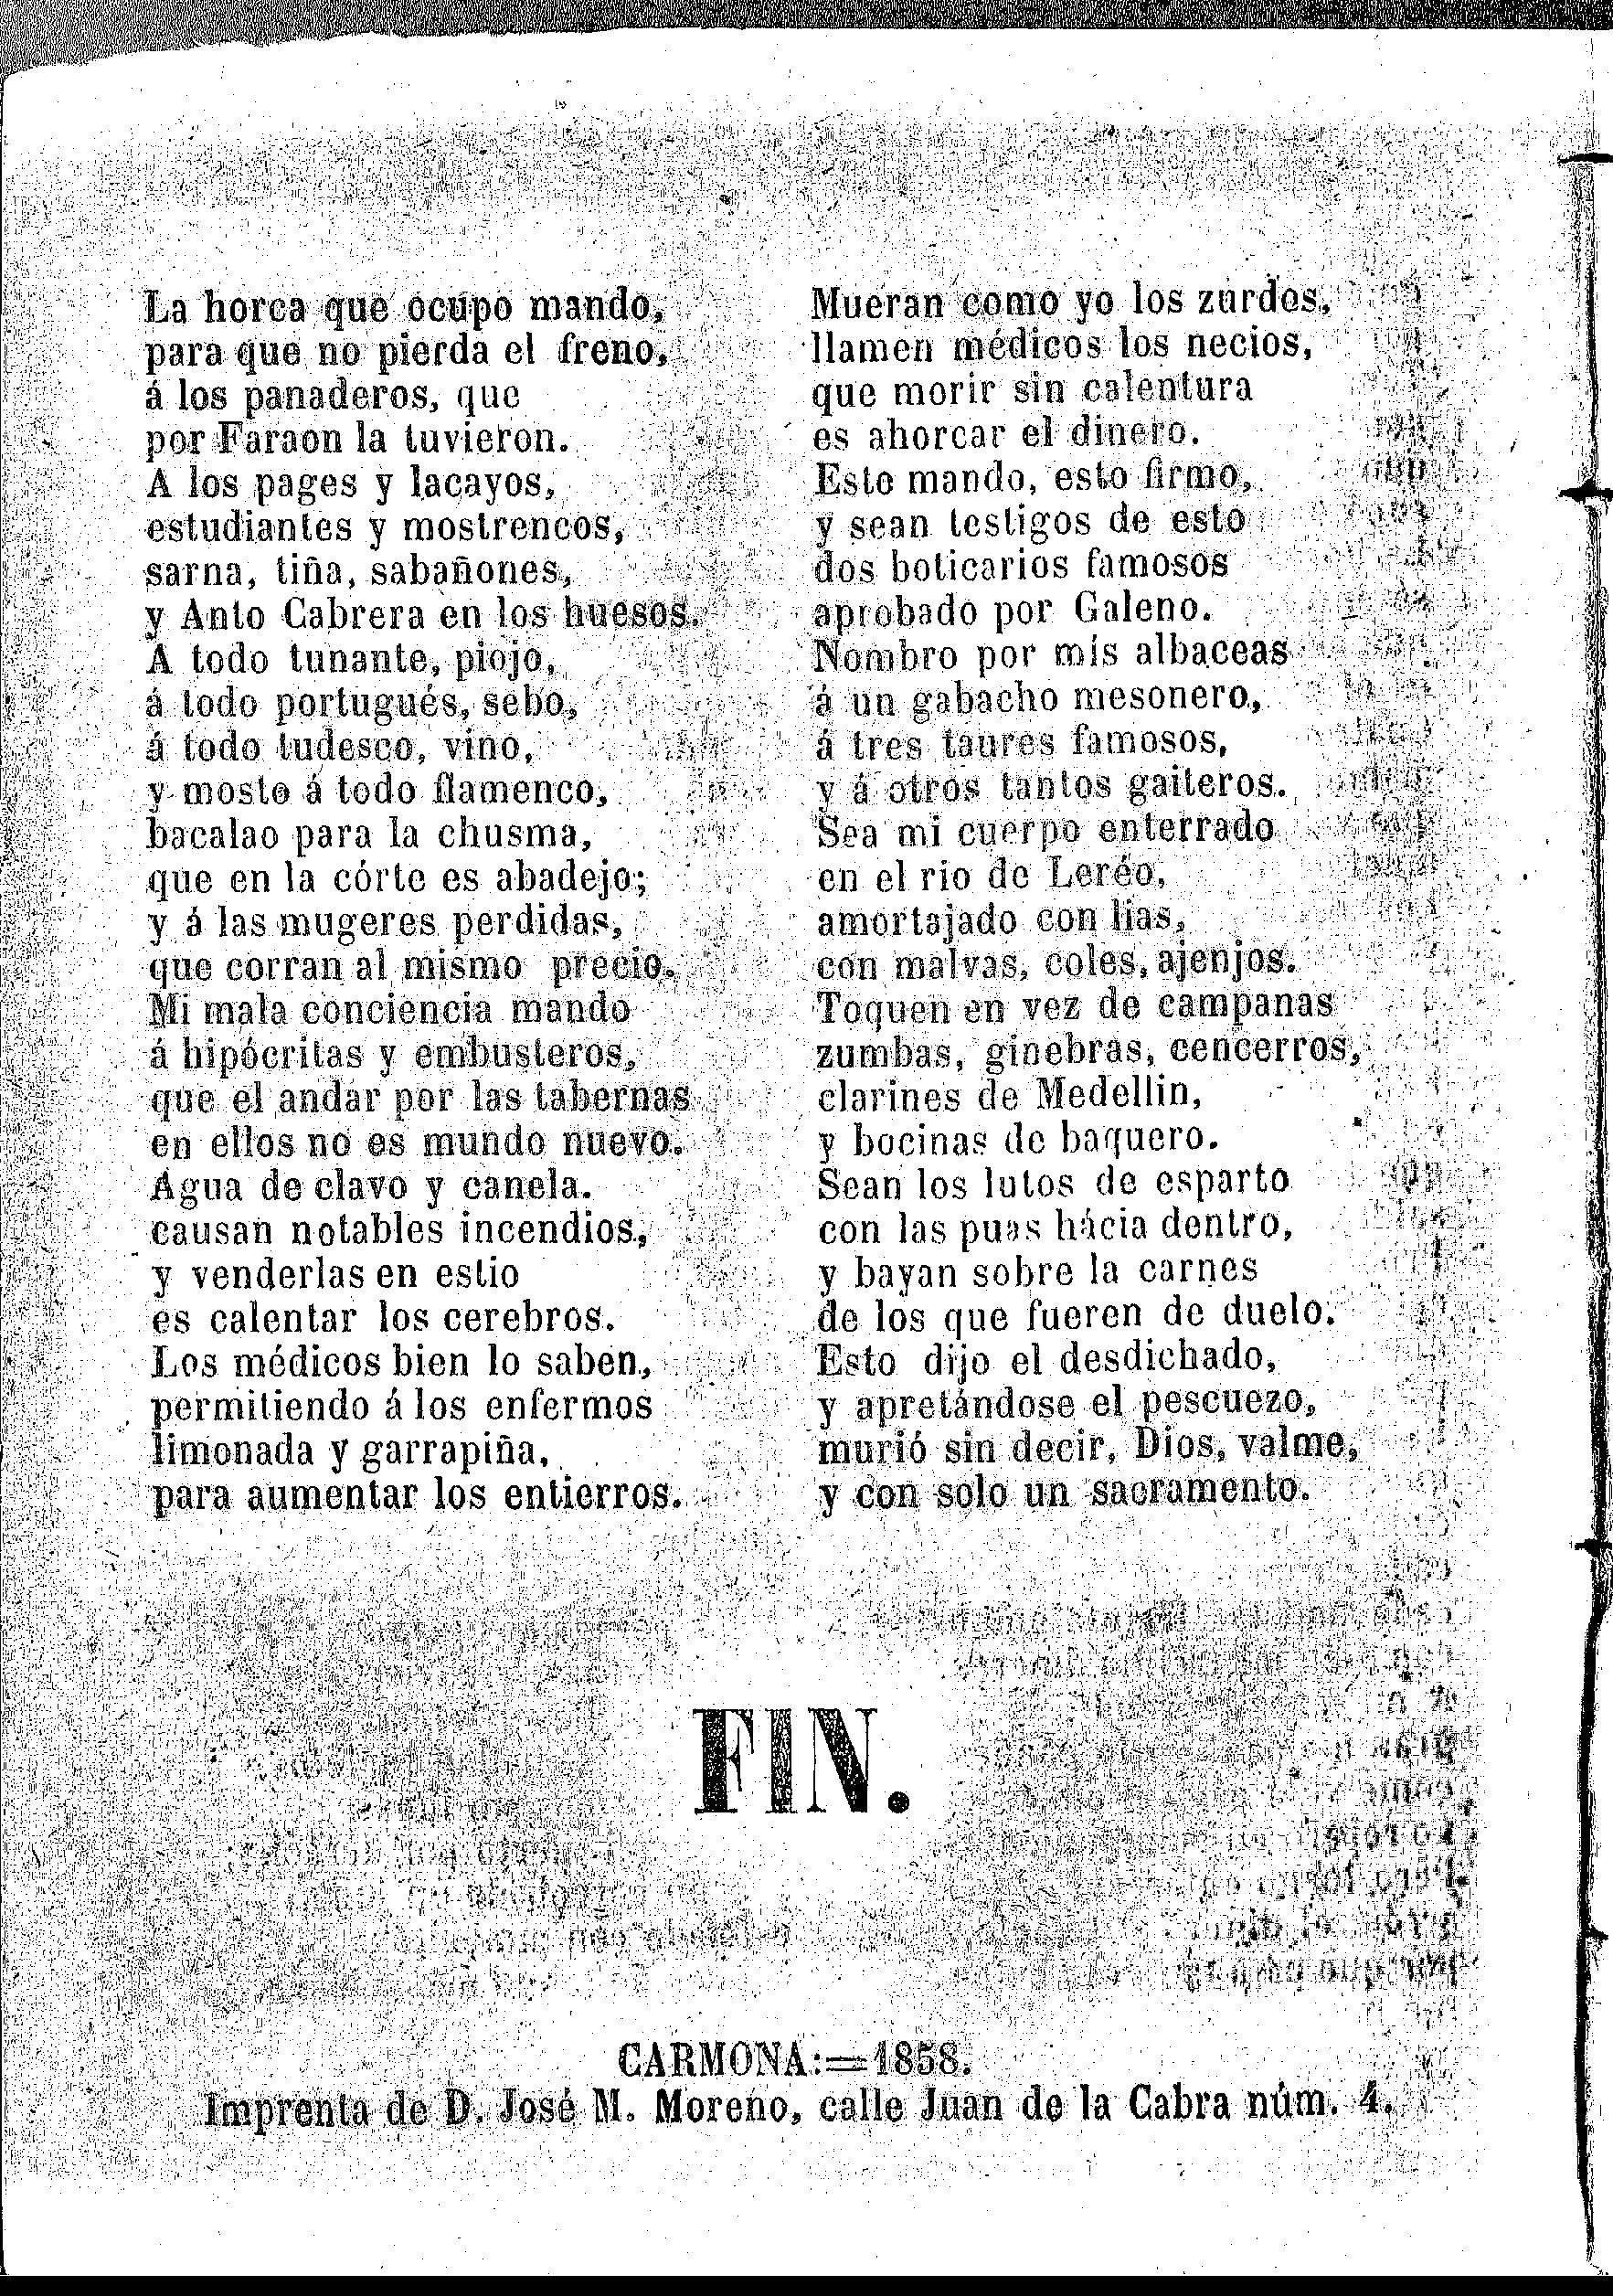 La horca que ocupo mando,
para que no pierda el freno,
á los panaderos, que
por Faraon la tuvieron.
A los pages y lacayos,
estudiantes y mostrencos,
sarna, tiña, sabañones,
y Anto Cabrera en los huesos.
A todo tunante, piojo,
á todo portugués, sebo,
á todo tudesco, vino,
y mosto á todo flamenco,
bacalao para la chusma,
que en la córte es abadejo;
y á las mugeres perdidas,
que corran al mismo precio.
Mi mala conciencia mando
á hipócritas y embusteros,
que el andar por las tabernas
en ellos no es mundo nuevo.
Agua de clavo y canela.
causan notables incendios,
y venderlas en estio
es calentar los cerebros.
Los médicos bien lo saben,
permitiendo á los enfermos
limonada y garrapiña,
para aumentar los entierros.
Mueran como yo los zurdos,
llamen médicos los necios,
que morir sin calentura
es ahorcar el dinero.
Esto mando, esto firmo,
y sean testigos de esto
dos boticarios famosos
aprobado por Galeno.
Nombro por mis albaceas
á un gabacho mesonero,
á tres taures famosos,
y á otros tantos gaiteros.
Sea mi cuerpo enterrado
en el rio de Leréo,
amortajado con lias,
con malvas, coles, ajenjos.
Toquen en vez de campanas
zumbas, ginebras, cencerros,
clarines de Medellin,
y bocinas de baquero.
Sean los lutos de esparto
con las puas hácia dentro,
y bayan sobre la carnes
de los que fueren de duelo.
Esto dijo el desdichado,
y apretándose el pescuezo,
murió sin decir, Dios, valme,
y con solo un sacramento.
FIN.
CARMONA:=1858.
Imprenta de D. José M. Moreno, calle Juan de la Cabra núm. 4.